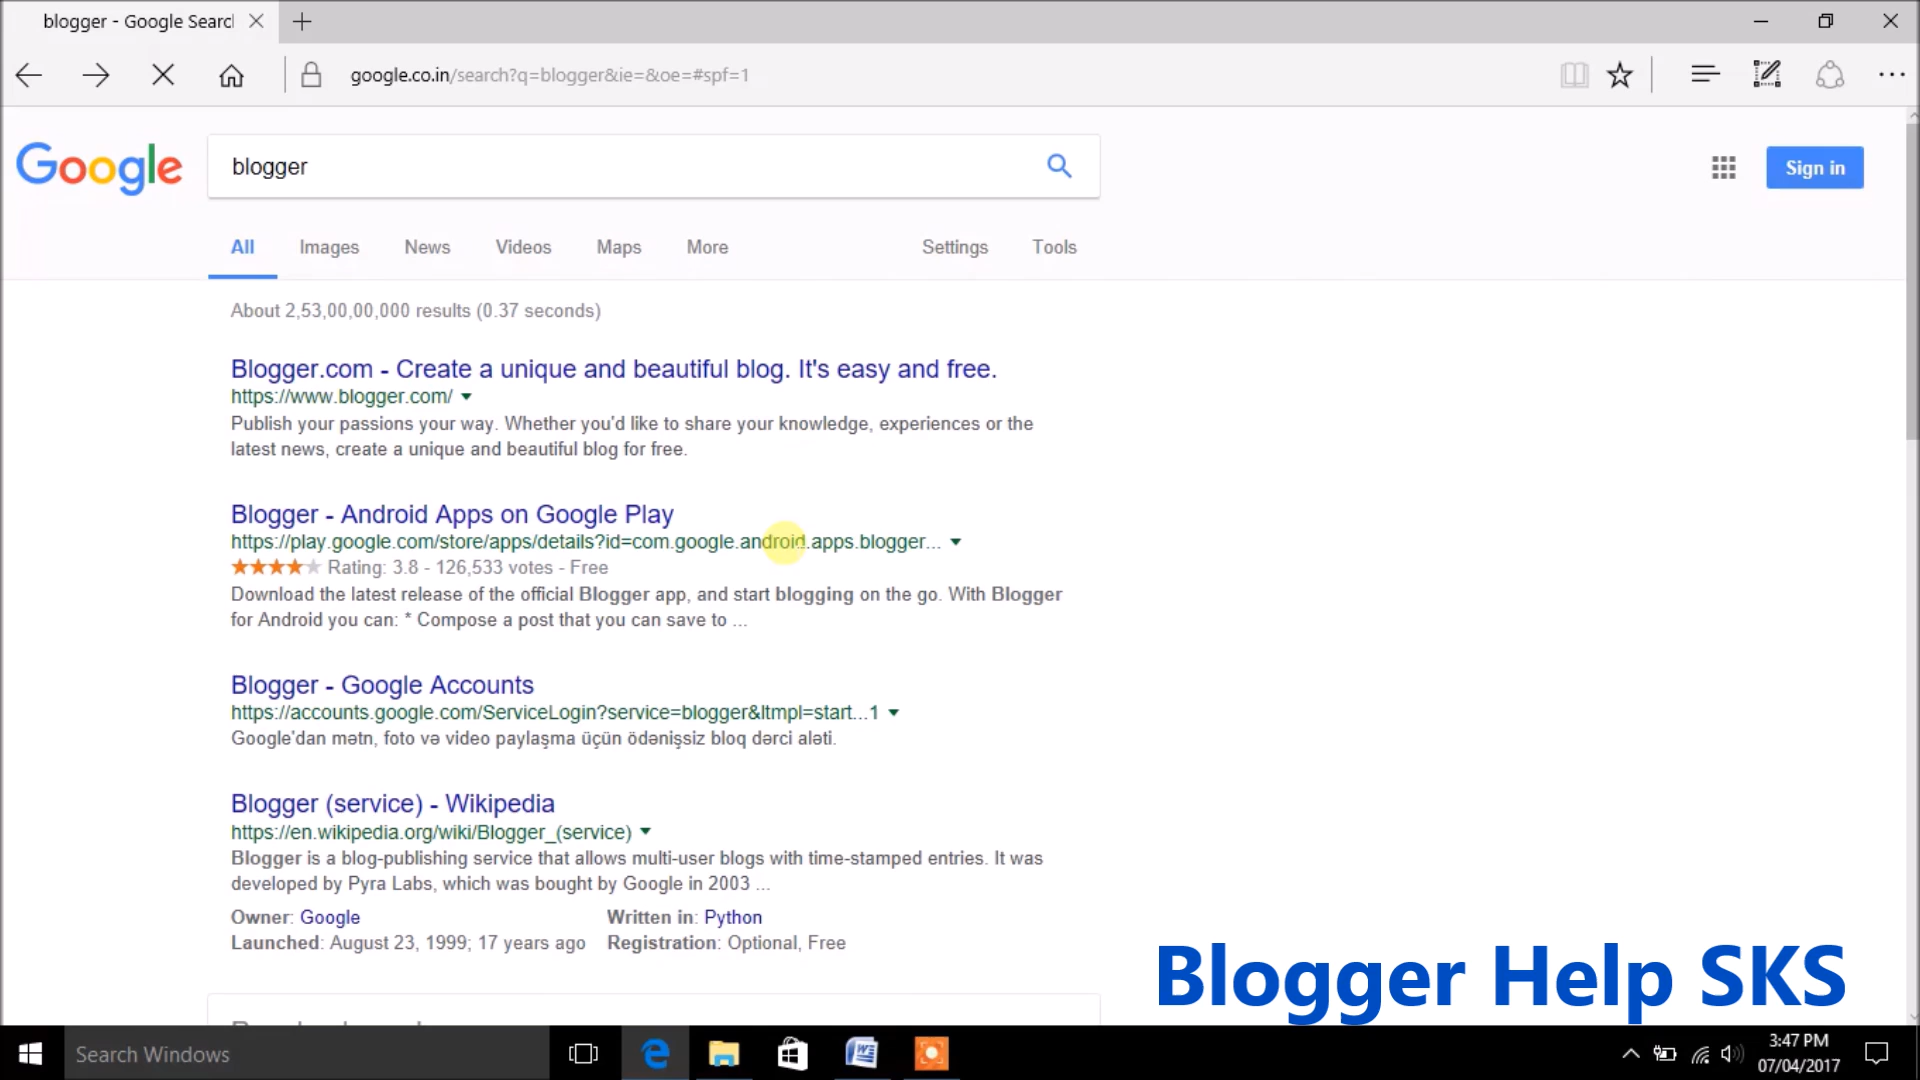 blogger - Google Searc
google.co.in/search?q=blogger&ie=&oe=#spf=1
Google
blogger
Sign in
All Images News Videos Maps More Settings Tools
About 2,53,00,00,000 results (0.37 seconds)
Blogger.com - Create a unique and beautiful blog. It's easy and free.
https://www.blogger.com/
Publish your passions your way. Whether you'd like to share your knowledge, experiences or the
latest news, create a unique and beautiful blog for free.
Blogger - Android Apps on Google Play
https://play.google.com/store/apps/details?id=com.google.android.apps.blogger...
Rating: 3.8 - 126,533 votes - Free
Download the latest release of the official Blogger app, and start blogging on the go. With Blogger
for Android you can: * Compose a post that you can save to ...
Blogger - Google Accounts
https://accounts.google.com/ServiceLogin?service=blogger&ltmpl=start...1
Google'dan mətn, foto və video paylaşma üçün ödənişsiz bloq dərci aləti.
Blogger (service) - Wikipedia
https://en.wikipedia.org/wiki/Blogger_(service)
Blogger is a blog-publishing service that allows multi-user blogs with time-stamped entries. It was
developed by Pyra Labs, which was bought by Google in 2003 ...
Owner: Google Written in: Python
Launched: August 23, 1999; 17 years ago Registration: Optional, Free
Blogger Help SKS
Search Windows
3:47 PM
07/04/2017